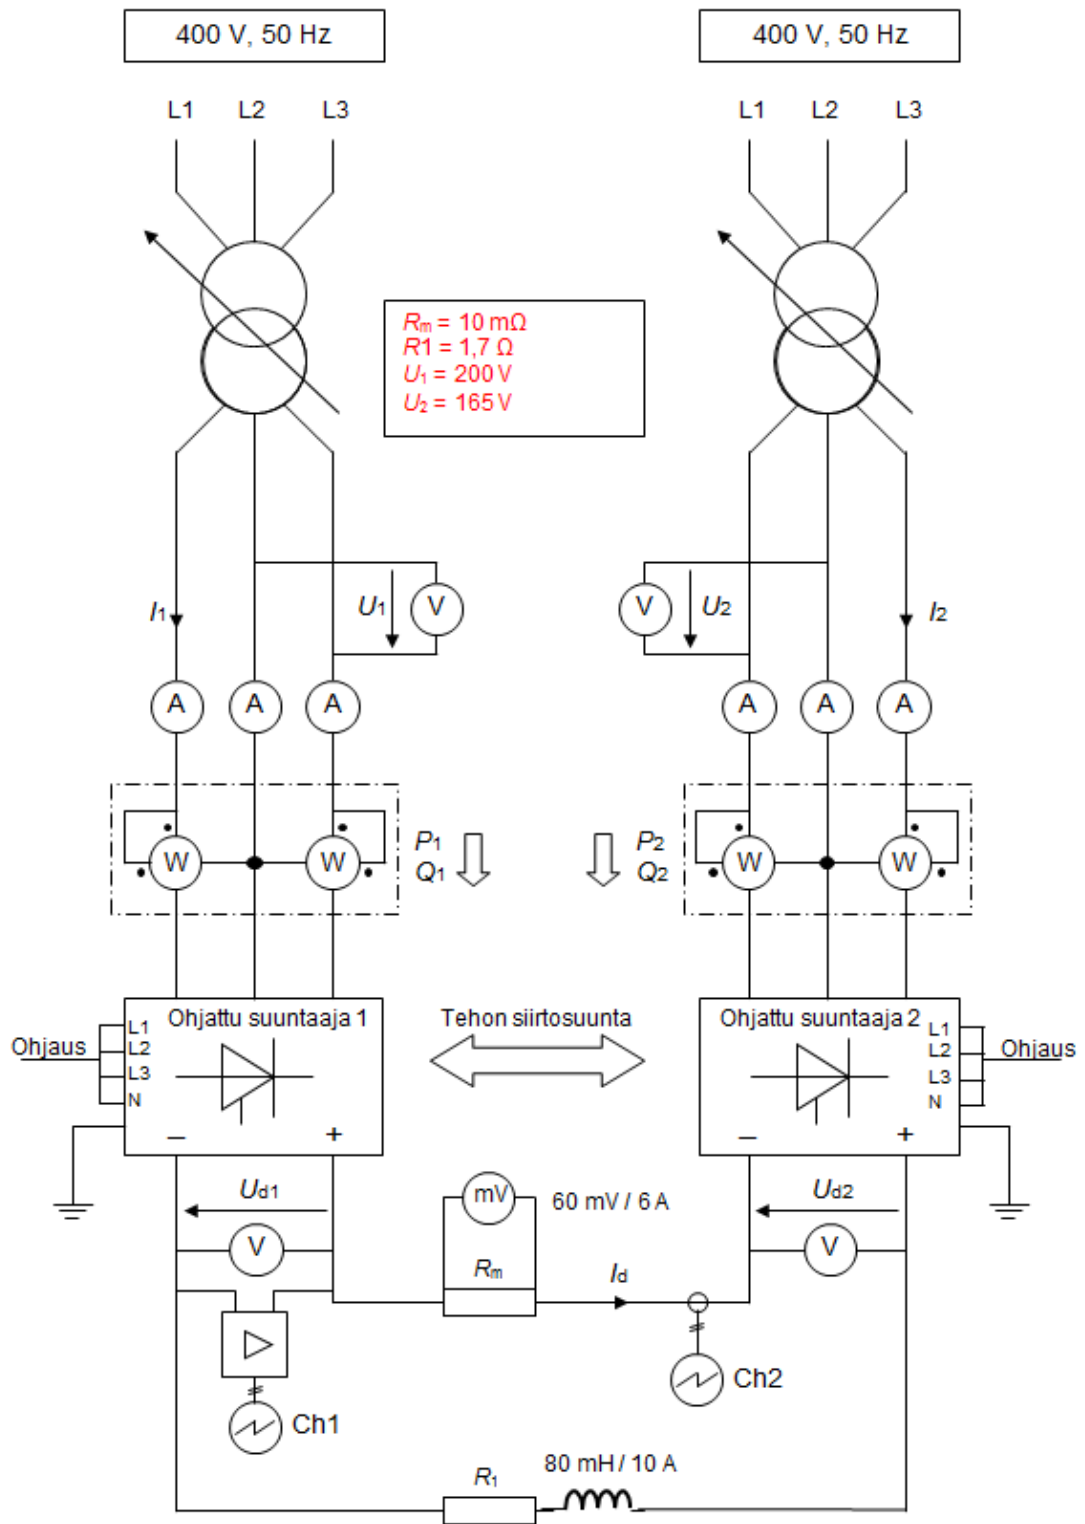 400 V, 50 Hz 400 V, 50 Hz
L1 L2 L3 L1 L2 L3
Rm = 10 mΩ
R1 = 1,7 Ω
U1 = 200 V
U2 = 165 V
I1 U1 V V U2 I2
A A A A A A
W W P1 P2 W W
Q1 Q2
Ohjattu suuntaaja 1 Tehon siirtosuunta Ohjattu suuntaaja 2
Ohjaus L1 L2 L3 N L1 L2 L3 N Ohjaus
– + – +
Ud1 mV 60 mV / 6 A Ud2
V Rm Id V
Ch1 Ch2
R1 80 mH / 10 A